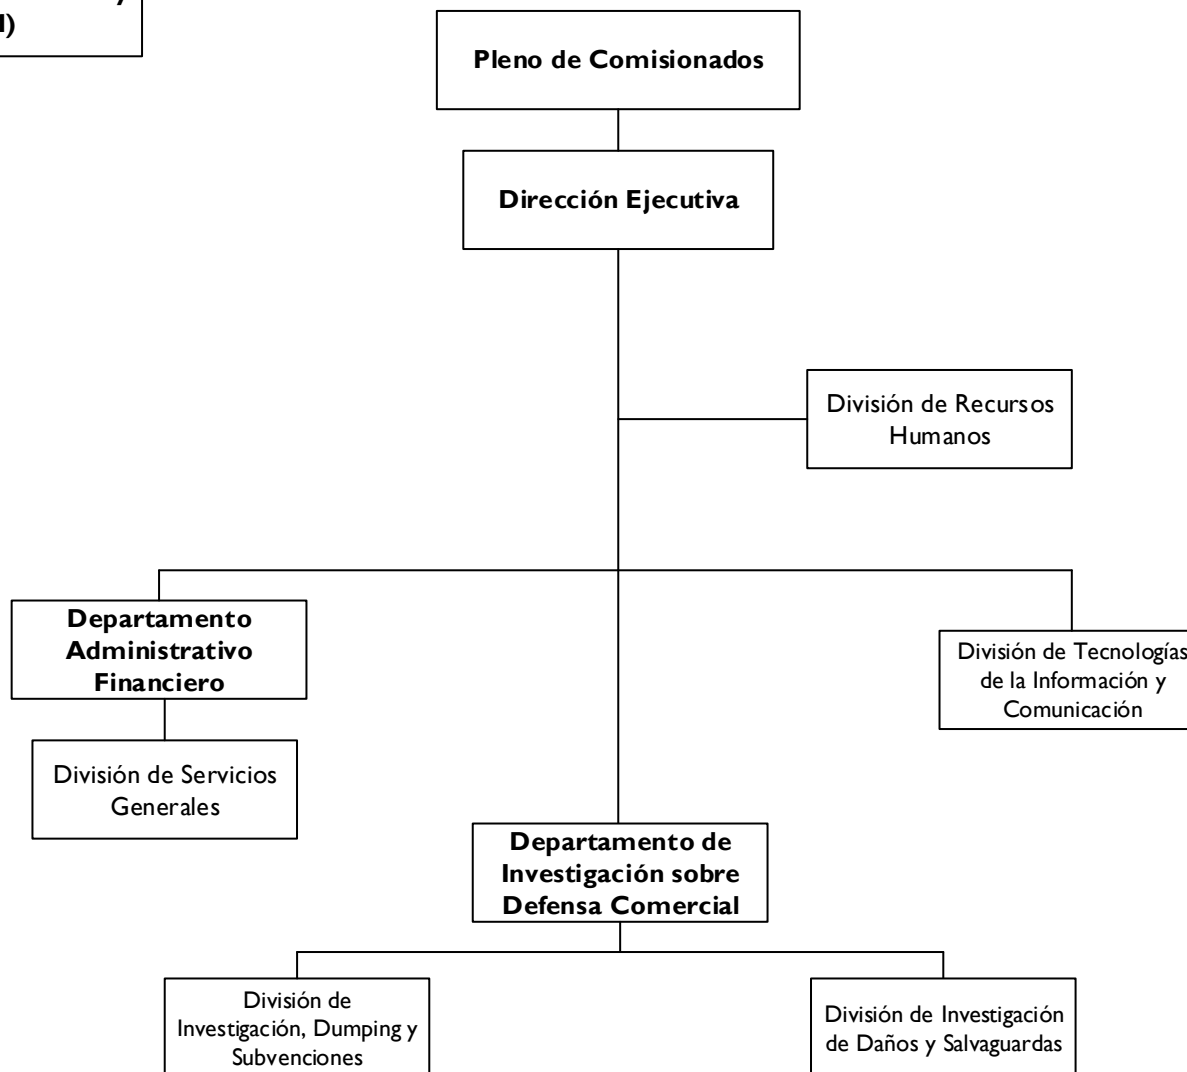 l)
Pleno de Comisionados
Dirección Ejecutiva
División de Recursos
Humanos
Departamento
Administrativo
Financiero
División de Tecnologías
de la Información y
Comunicación
División de Servicios
Generales
Departamento de
Investigación sobre
Defensa Comercial
División de
Investigación, Dumping y
Subvenciones
División de Investigación
de Daños y Salvaguardas